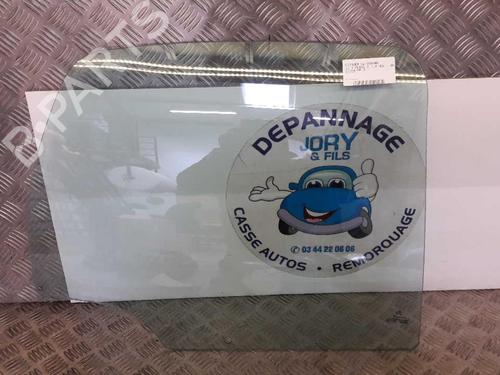 B-PARTS
DEPANNAGE
JORY
& FILS
03 44 22 06 06
CASSE AUTOS • REMORQUAGE